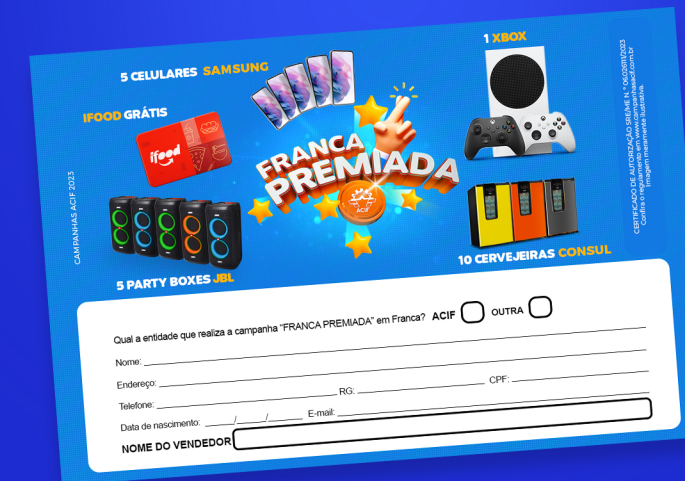 5 CELULARES SAMSUNG
1 XBOX
IFOOD GRÁTIS
ifood
FRANCA
PREMIADA
ACIF
5 PARTY BOXES JBL
10 CERVEJEIRAS CONSUL
CAMPANHAS ACIF 2023
CERTIFICADO DE AUTORIZAÇÃO SRE/ME N. º
Confira o regulamento em www.campanhasacif.com.br
Imagem meramente ilustrativa.
Qual a entidade que realiza a campanha "FRANCA PREMIADA" em Franca? ACIF OUTRA
Nome:
Endereço:
Telefone: RG: CPF:
Data de nascimento: / / E-mail:
NOME DO VENDEDOR